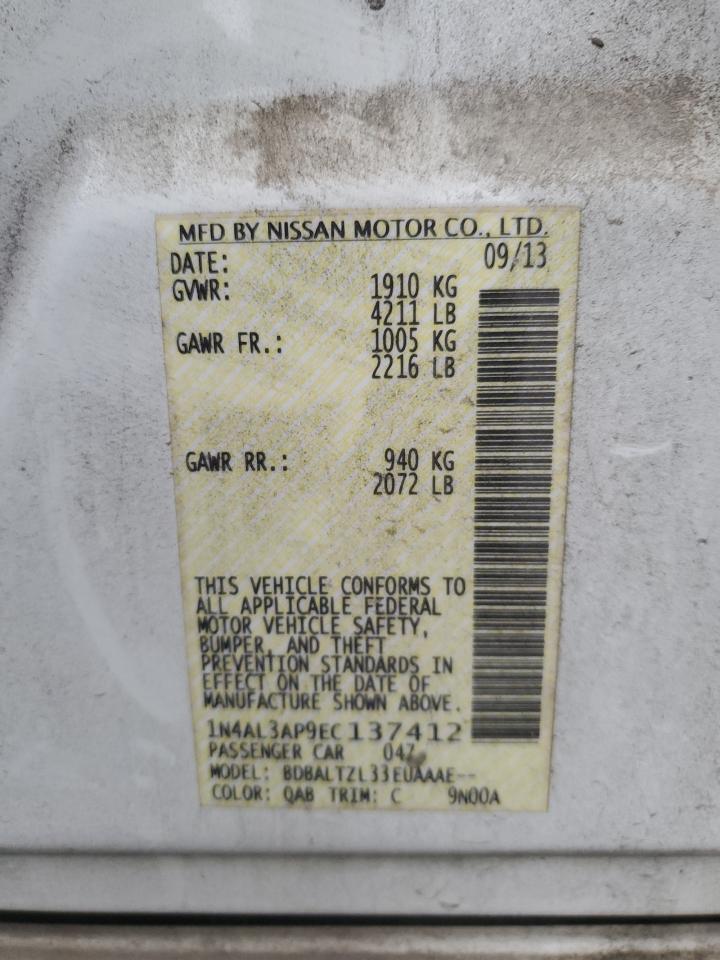 MFD BY NISSAN MOTOR CO., LTD.
DATE: 09/13
GVWR: 1910 KG
4211 LB
GAWR FR.: 1005 KG
2216 LB
GAWR RR.: 940 KG
2072 LB
THIS VEHICLE CONFORMS TO
ALL APPLICABLE FEDERAL
MOTOR VEHICLE SAFETY,
BUMPER, AND THEFT
PREVENTION STANDARDS IN
EFFECT ON THE DATE OF
MANUFACTURE SHOWN ABOVE.
1N4AL3AP9EC137412
PASSENGER CAR 047
MODEL: BDBALTZL33EUAAAE--
COLOR: QAB TRIM: C 9N00A